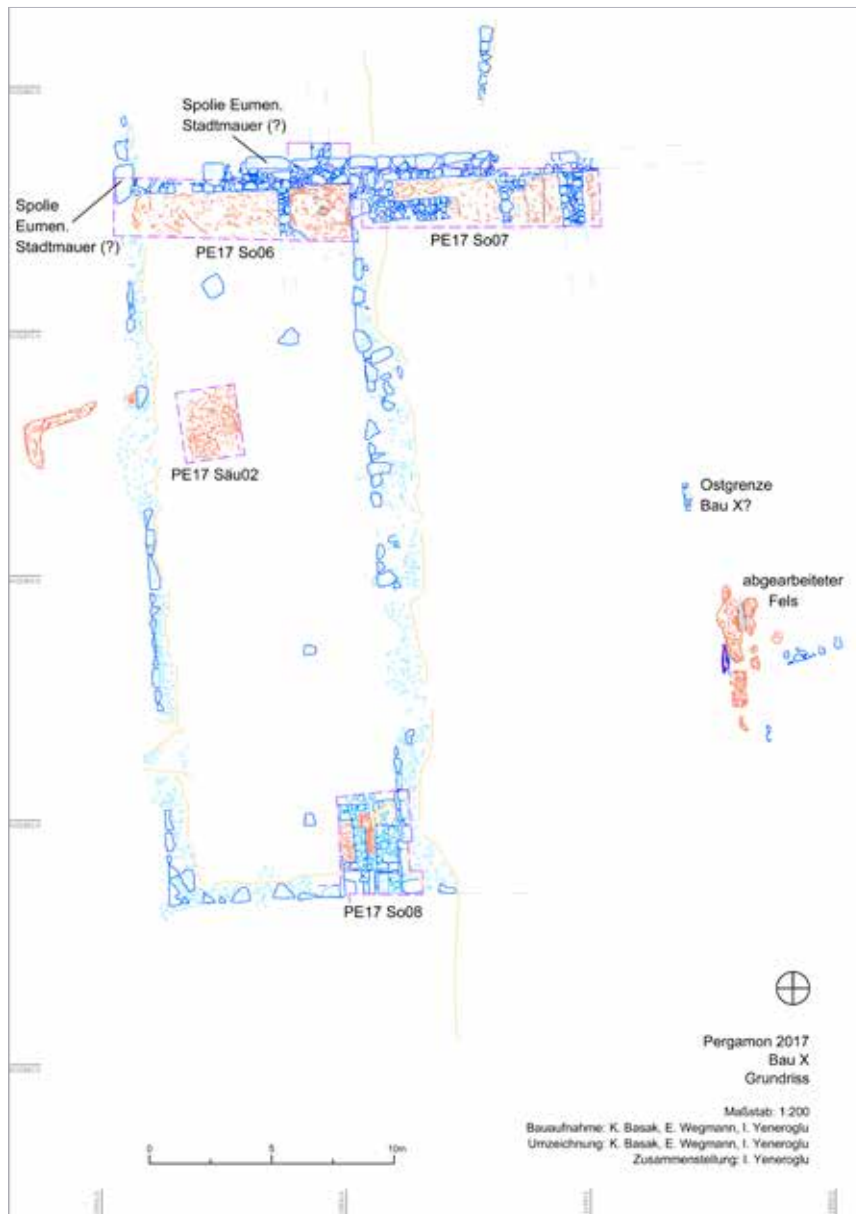 Spolie Eumen.
Stadtmauer (?)
Spolie
Eumen.
Stadtmauer (?)
PE17 So06
PE17 So07
PE17 Säu02
Ostgrenze
Bau X?
abgearbeiteter
Fels
PE17 So08
Pergamon 2017
Bau X
Grundriss
Maßstab: 1:200
Bauaufnahme: K. Basak, E. Wegmann, I. Yeneroglu
Umzeichnung: K. Basak, E. Wegmann, I. Yeneroglu
Zusammenstellung: I. Yeneroglu
0 5 10m